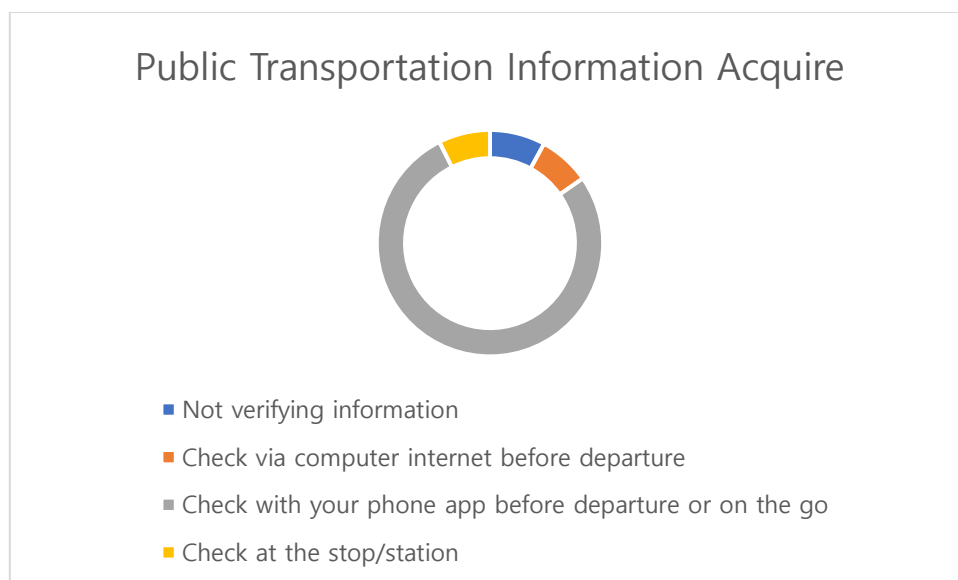 Public Transportation Information Acquire
Not verifying information
Check via computer internet before departure
Check with your phone app before departure or on the go
Check at the stop/station